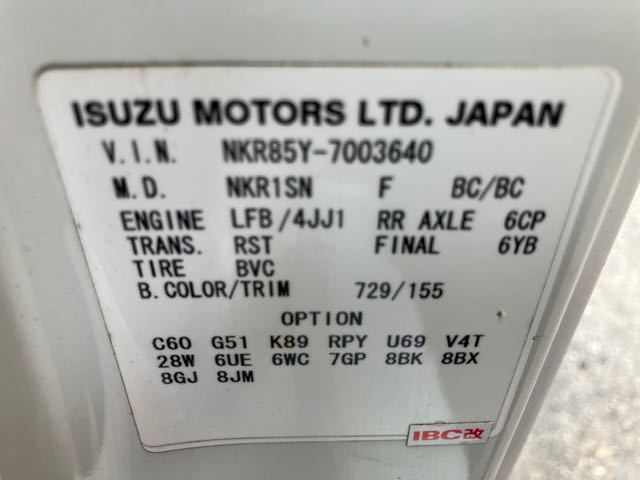 ISUZU MOTORS LTD. JAPAN
V.I.N. NKR85Y-7003640
M.D. NKR1SN F BC/BC
ENGINE LFB/4JJ1 RR AXLE 6CP
TRANS. RST FINAL 6YB
TIRE BVC
B.COLOR/TRIM 729/155
OPTION
C60 G51 K89 RPY U69 V4T
28W 6UE 6WC 7GP 8BK 8BX
8GJ 8JM
IBC改